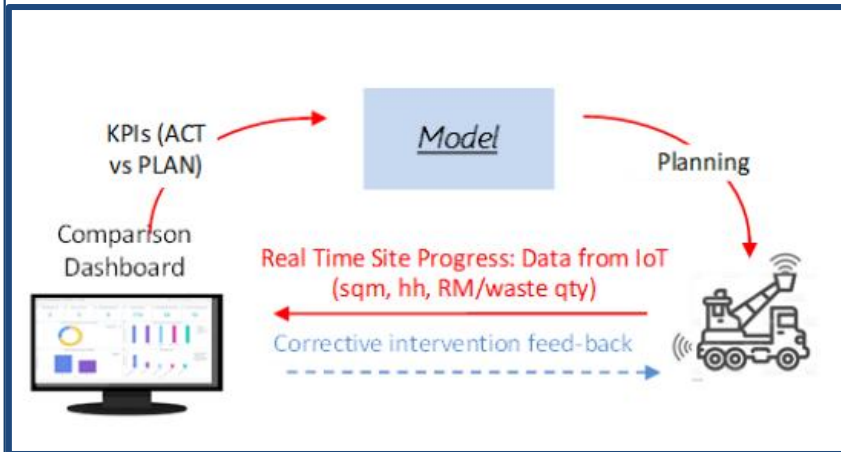 KPIs (ACT
vs PLAN)
Model
Planning
Comparison
Dashboard
Real Time Site Progress: Data from IoT
(sqm, hh, RM/waste qty)
Corrective intervention feed-back